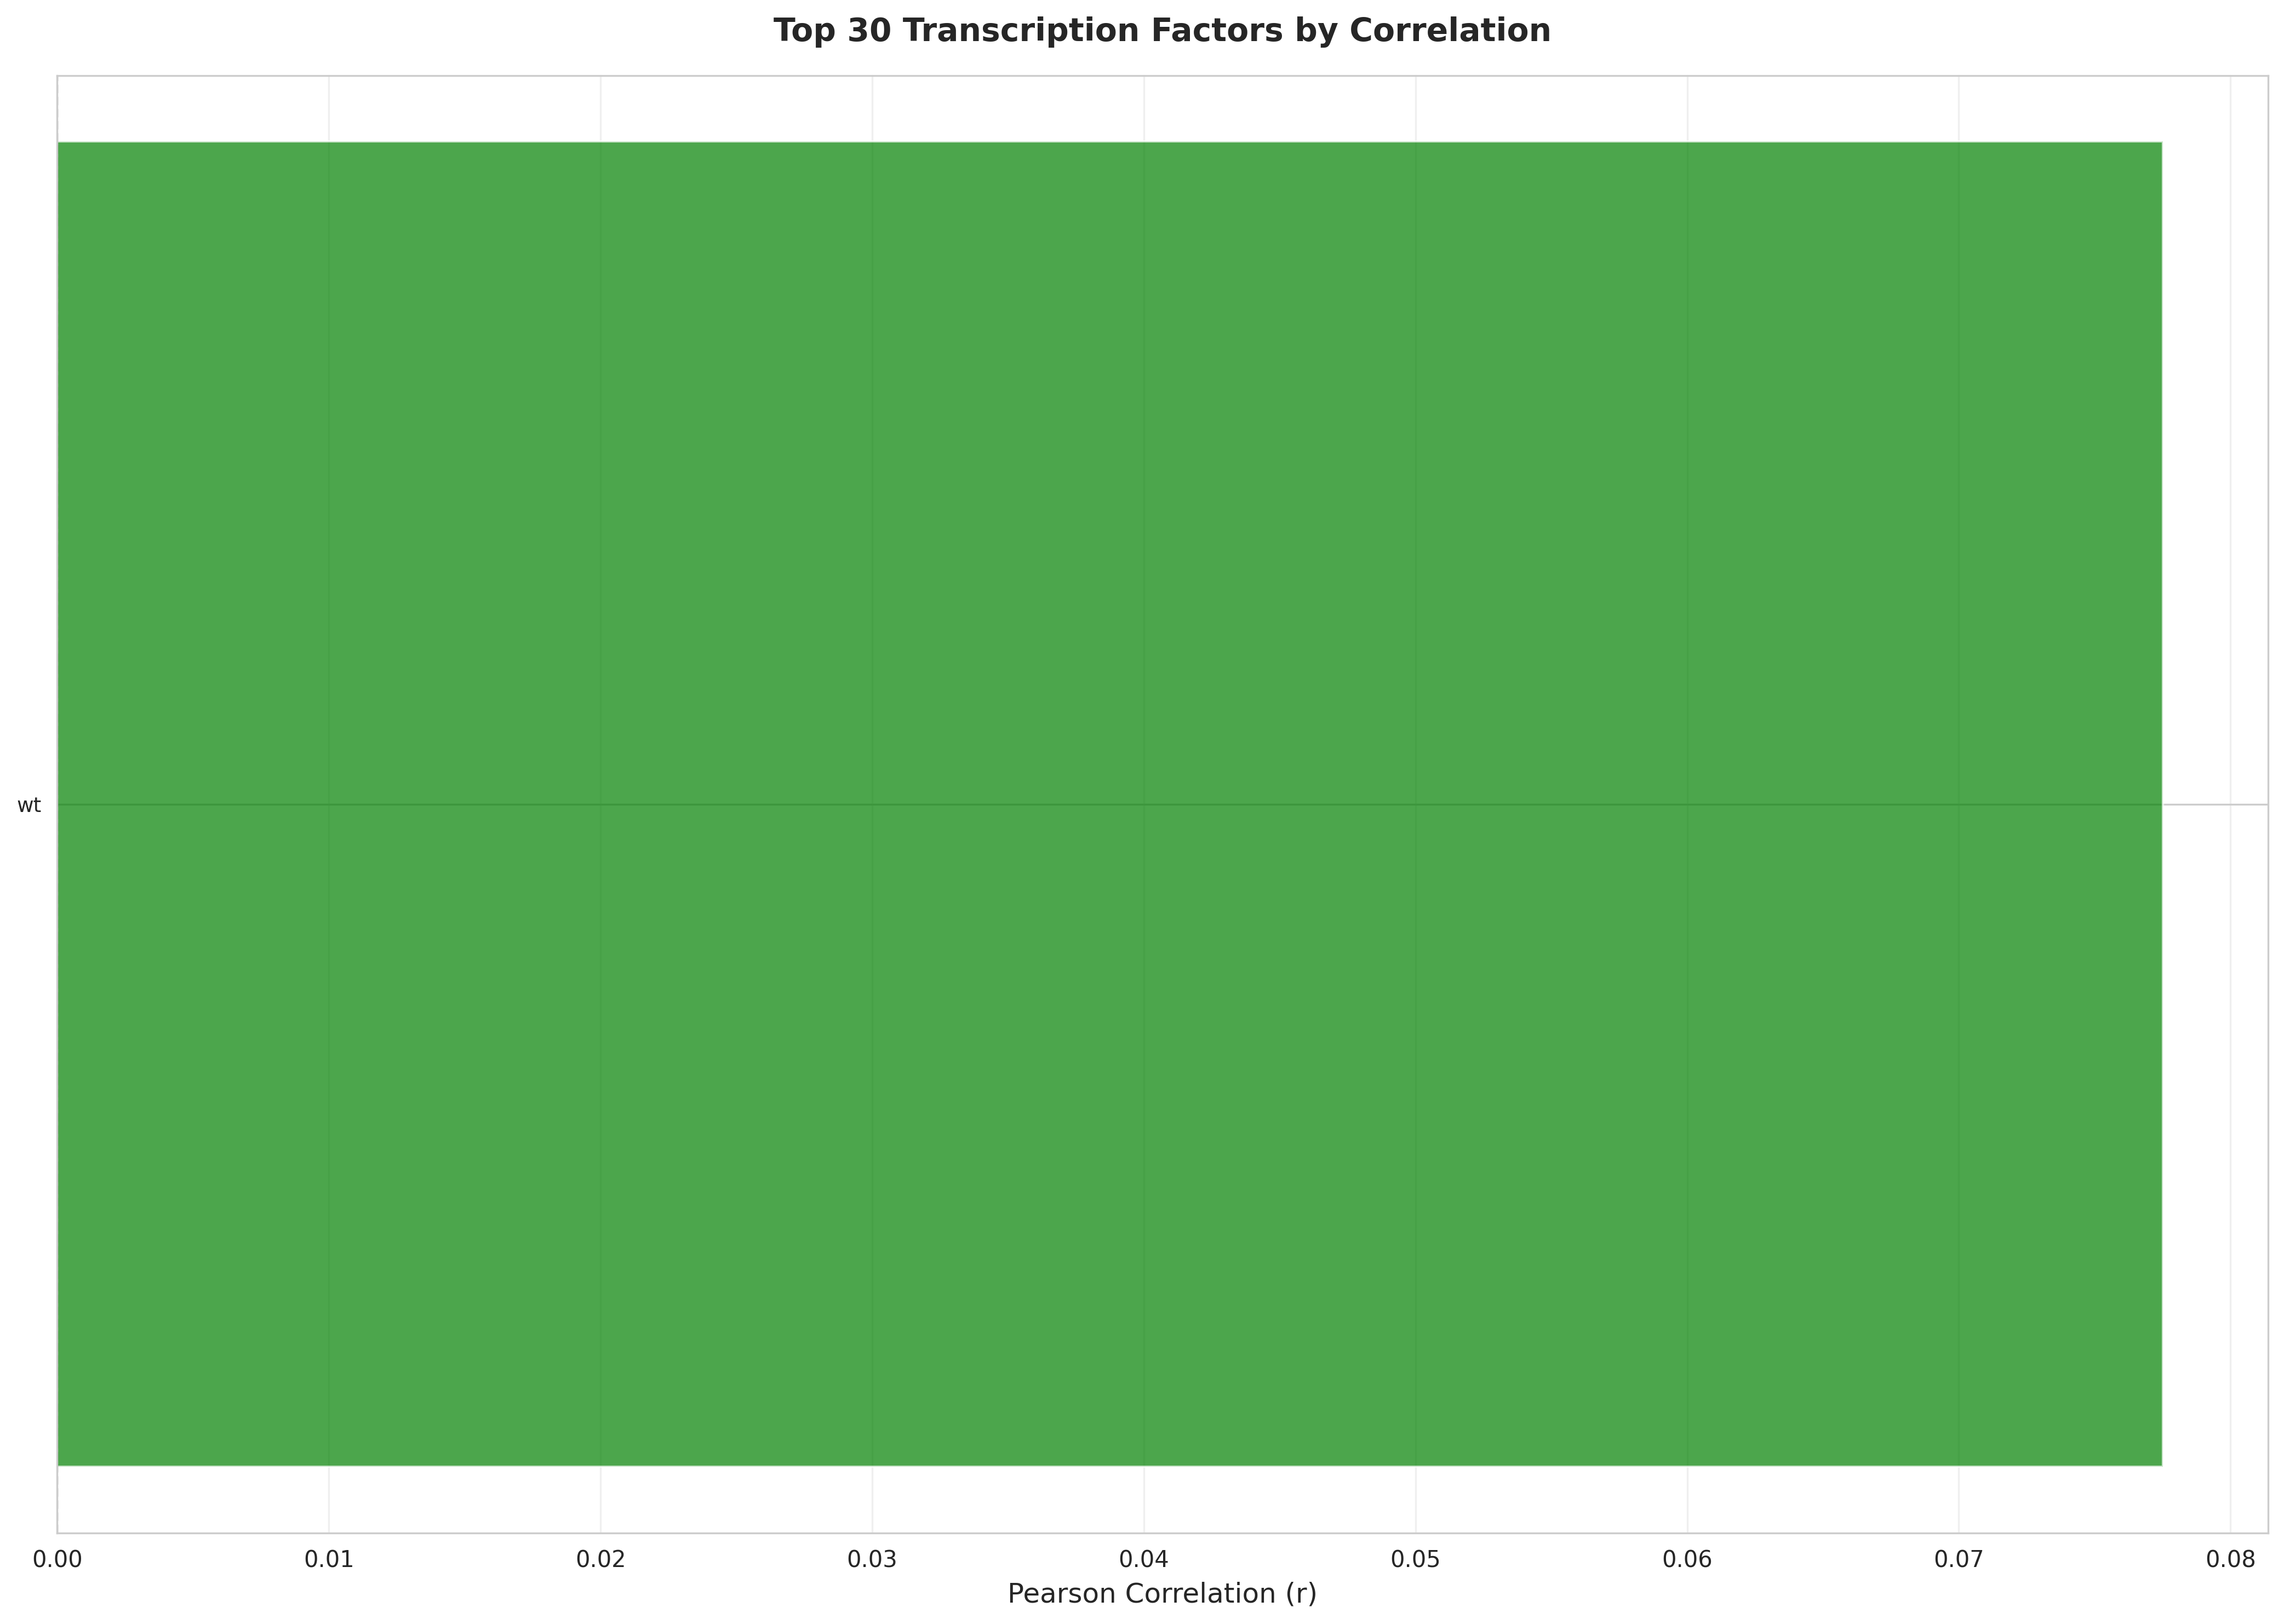 Top 30 Transcription Factors by Correlation
wt
0.00 0.01 0.02 0.03 0.04 0.05 0.06 0.07 0.08
Pearson Correlation (r)